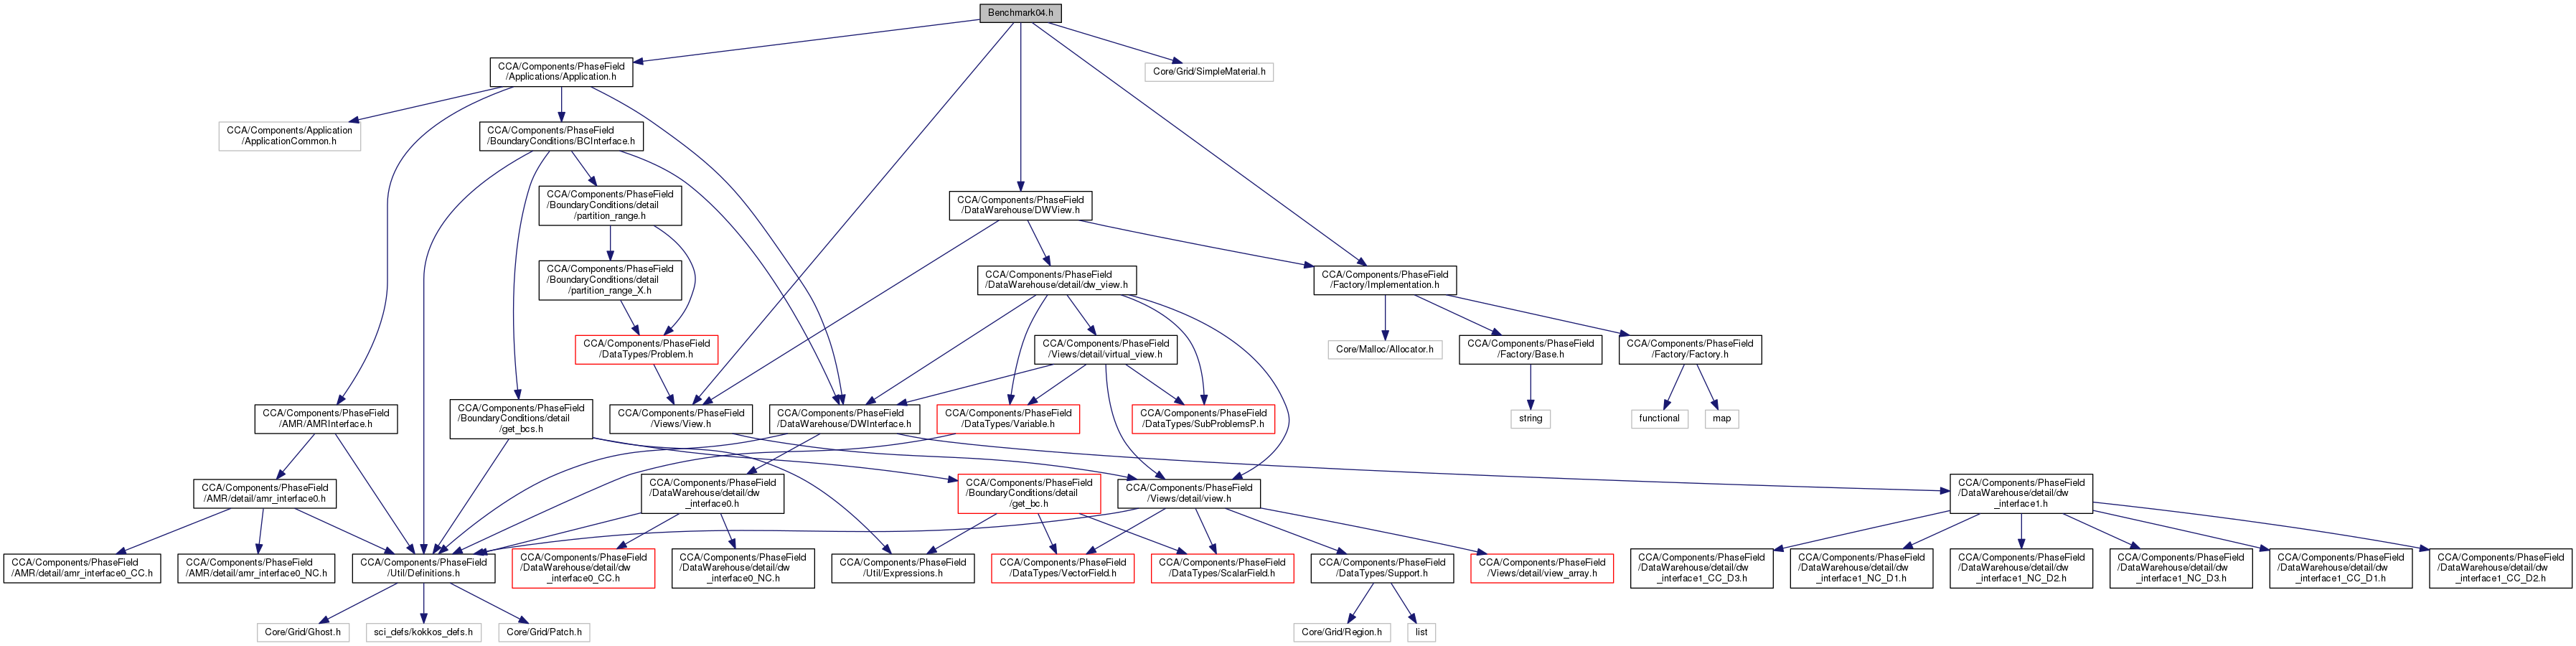 Benchmark04.h
CCA/Components/PhaseField
/Applications/Application.h
Core/Grid/SimpleMaterial.h
CCA/Components/Application
/ApplicationCommon.h
CCA/Components/PhaseField
/BoundaryConditions/BCInterface.h
CCA/Components/PhaseField
/BoundaryConditions/detail
/partition_range.h
CCA/Components/PhaseField
/DataWarehouse/DWView.h
CCA/Components/PhaseField
/BoundaryConditions/detail
/partition_range_X.h
CCA/Components/PhaseField
/DataWarehouse/detail/dw_view.h
CCA/Components/PhaseField
/Factory/Implementation.h
CCA/Components/PhaseField
/DataTypes/Problem.h
CCA/Components/PhaseField
/Views/detail/virtual_view.h
Core/Malloc/Allocator.h
CCA/Components/PhaseField
/Factory/Base.h
CCA/Components/PhaseField
/Factory/Factory.h
CCA/Components/PhaseField
/AMR/AMRInterface.h
CCA/Components/PhaseField
/BoundaryConditions/detail
/get_bcs.h
CCA/Components/PhaseField
/Views/View.h
CCA/Components/PhaseField
/DataWarehouse/DWInterface.h
CCA/Components/PhaseField
/DataTypes/Variable.h
CCA/Components/PhaseField
/DataTypes/SubProblemsP.h
string
functional
map
CCA/Components/PhaseField
/AMR/detail/amr_interface0.h
CCA/Components/PhaseField
/DataWarehouse/detail/dw
_interface0.h
CCA/Components/PhaseField
/BoundaryConditions/detail
/get_bc.h
CCA/Components/PhaseField
/Views/detail/view.h
CCA/Components/PhaseField
/DataWarehouse/detail/dw
_interface1.h
CCA/Components/PhaseField
/AMR/detail/amr_interface0_CC.h
CCA/Components/PhaseField
/AMR/detail/amr_interface0_NC.h
CCA/Components/PhaseField
/Util/Definitions.h
CCA/Components/PhaseField
/DataWarehouse/detail/dw
_interface0_CC.h
CCA/Components/PhaseField
/DataWarehouse/detail/dw
_interface0_NC.h
CCA/Components/PhaseField
/Util/Expressions.h
CCA/Components/PhaseField
/DataTypes/VectorField.h
CCA/Components/PhaseField
/DataTypes/ScalarField.h
CCA/Components/PhaseField
/DataTypes/Support.h
CCA/Components/PhaseField
/Views/detail/view_array.h
CCA/Components/PhaseField
/DataWarehouse/detail/dw
_interface1_CC_D3.h
CCA/Components/PhaseField
/DataWarehouse/detail/dw
_interface1_NC_D1.h
CCA/Components/PhaseField
/DataWarehouse/detail/dw
_interface1_NC_D2.h
CCA/Components/PhaseField
/DataWarehouse/detail/dw
_interface1_NC_D3.h
CCA/Components/PhaseField
/DataWarehouse/detail/dw
_interface1_CC_D1.h
CCA/Components/PhaseField
/DataWarehouse/detail/dw
_interface1_CC_D2.h
Core/Grid/Ghost.h
sci_defs/kokkos_defs.h
Core/Grid/Patch.h
Core/Grid/Region.h
list